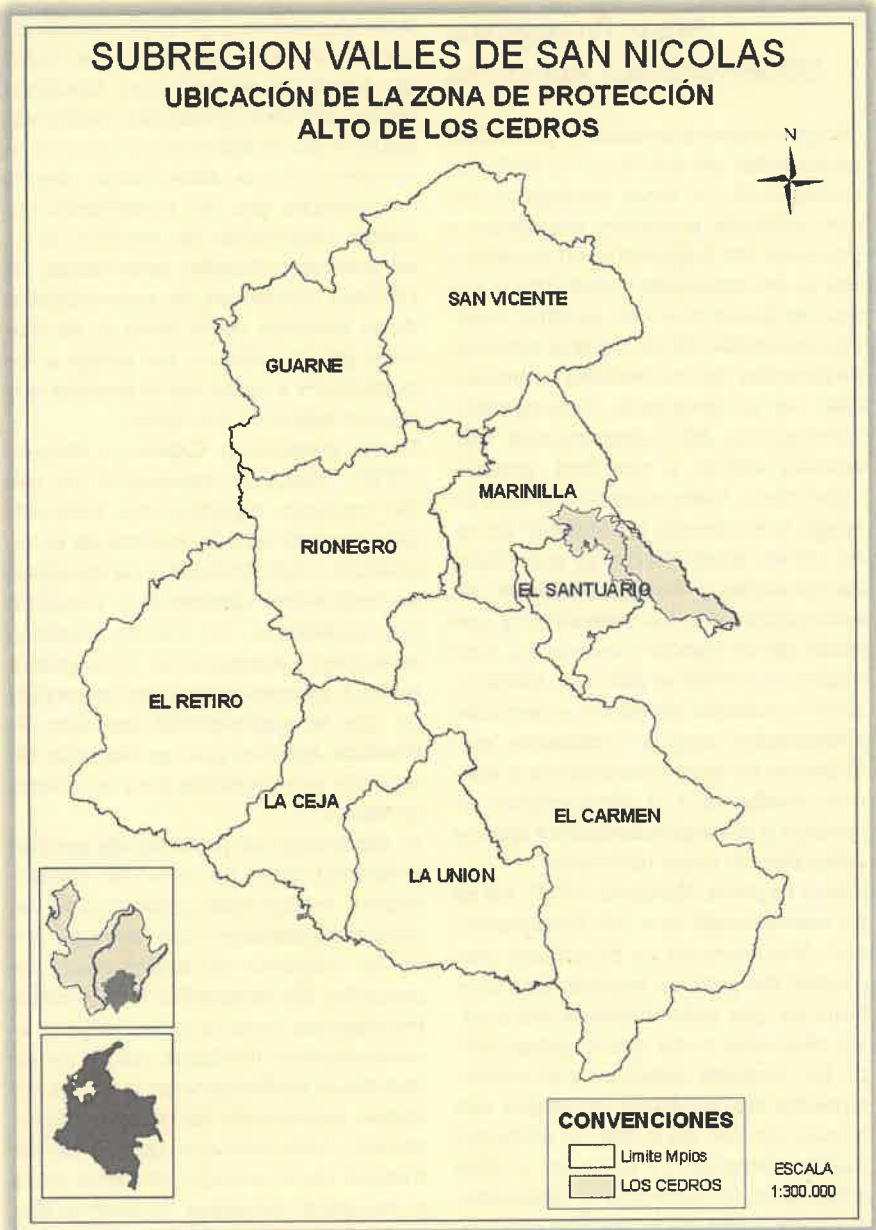 SUBREGION VALLES DE SAN NICOLAS
UBICACIÓN DE LA ZONA DE PROTECCIÓN
ALTO DE LOS CEDROS
N
SAN VICENTE
GUARNE
MARINILLA
RIONEGRO
EL SANTUARIO
EL RETIRO
LA CEJA
EL CARMEN
LA UNION
CONVENCIONES
Limite Mpios
LOS CEDROS
ESCALA
1:300.000